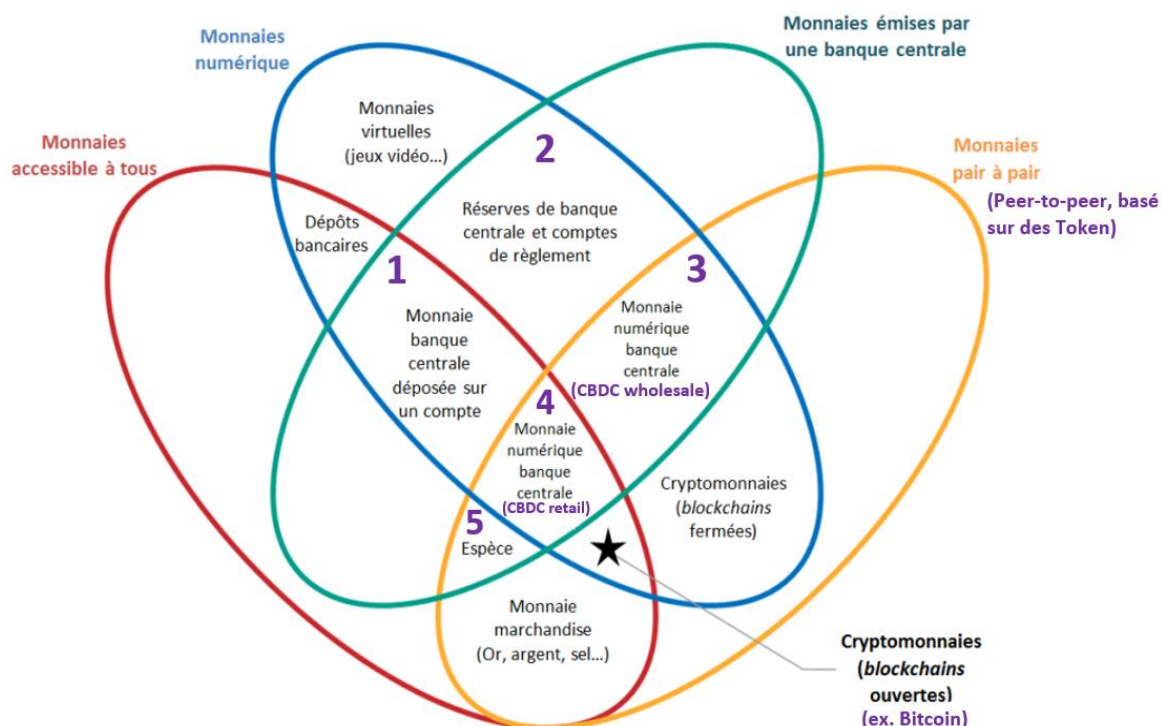 Monnaies
numérique
Monnaies émises par
une banque centrale
Monnaies
accessible à tous
Monnaies
pair à pair
(Peer-to-peer, basé
sur des Token)
Monnaies
virtuelles
(jeux vidéo...)
2
Dépôts
bancaires
Réserves de banque
centrale et comptes
de règlement
1
3
Monnaie
banque
centrale
déposée sur
un compte
Monnaie
numérique
banque
centrale
(CBDC wholesale)
4
Monnaie
numérique
banque
centrale
(CBDC retail)
Cryptomonnaies
(blockchains
fermées)
5
Espèce
Monnaie
marchandise
(Or, argent, sel...)
Cryptomonnaies
(blockchains
ouvertes)
(ex. Bitcoin)